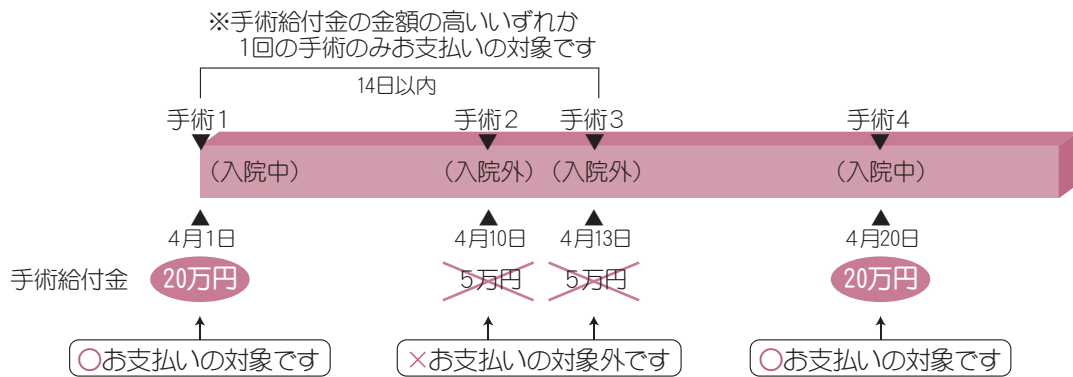 ※手術給付金の金額の高いいずれか
1回の手術のみお支払いの対象です
14日以内
手術1 手術2 手術3 手術4
(入院中) (入院外) (入院外) (入院中)
4月1日 4月10日 4月13日 4月20日
手術給付金 20万円 5万円 5万円 20万円
○お支払いの対象です ×お支払いの対象外です ○お支払いの対象です